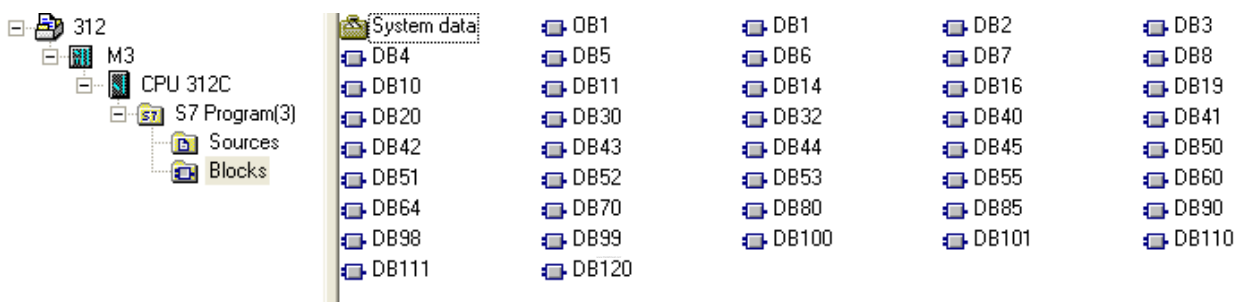 312 System data OB1 DB1 DB2 DB3
M3 DB4 DB5 DB6 DB7 DB8
CPU 312C DB10 DB11 DB14 DB16 DB19
S7 S7 Program(3) DB20 DB30 DB32 DB40 DB41
Sources DB42 DB43 DB44 DB45 DB50
Blocks DB51 DB52 DB53 DB55 DB60
DB64 DB70 DB80 DB85 DB90
DB98 DB99 DB100 DB101 DB110
DB111 DB120